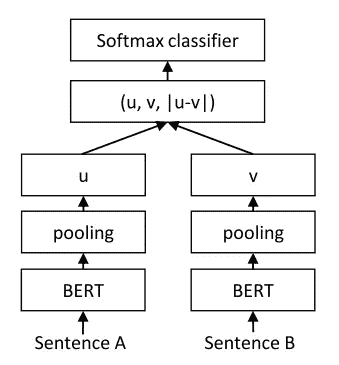 Softmax classifier
(u, v, |u-v|)
u
v
pooling
pooling
BERT
BERT
Sentence A
Sentence B